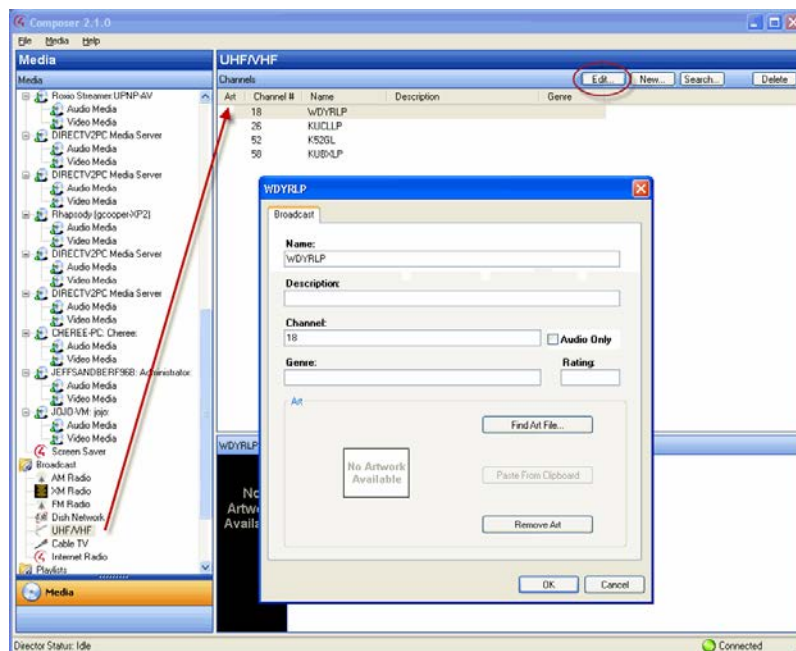 Composer 2.1.0
File Media Help
Media
UHF/VHF
Media
Channels
Edit...
New...
Search...
Delete
Art Channel # Name Description Genre
18 WDYRLP
26 KUCLLP
52 K52GL
58 KUBXLP
Roxio Streamer:UPNP-AV
Audio Media
Video Media
DIRECTV2PC Media Server
Audio Media
Video Media
DIRECTV2PC Media Server
Audio Media
Video Media
Rhapsody (gcooper-XP2)
Audio Media
Video Media
DIRECTV2PC Media Server
Audio Media
Video Media
DIRECTV2PC Media Server
Audio Media
Video Media
CHEREE-PC: Cheree:
Audio Media
Video Media
JEFFSANDBERF968: Administrator:
Audio Media
Video Media
JOJO-VM: jojo:
Audio Media
Video Media
Screen Saver
Broadcast
AM Radio
XM Radio
FM Radio
Dish Network
UHF/VHF
Cable TV
Internet Radio
Playlists
Media
WDYRLP
Broadcast
Name:
WDYRLP
Description:
Channel:
18
Audio Only
Genre:
Rating:
Art
No Artwork
Available
Find Art File...
Paste From Clipboard
Remove Art
OK
Cancel
WDYRLP
No
Artw
Availa
Director Status: Idle
Connected